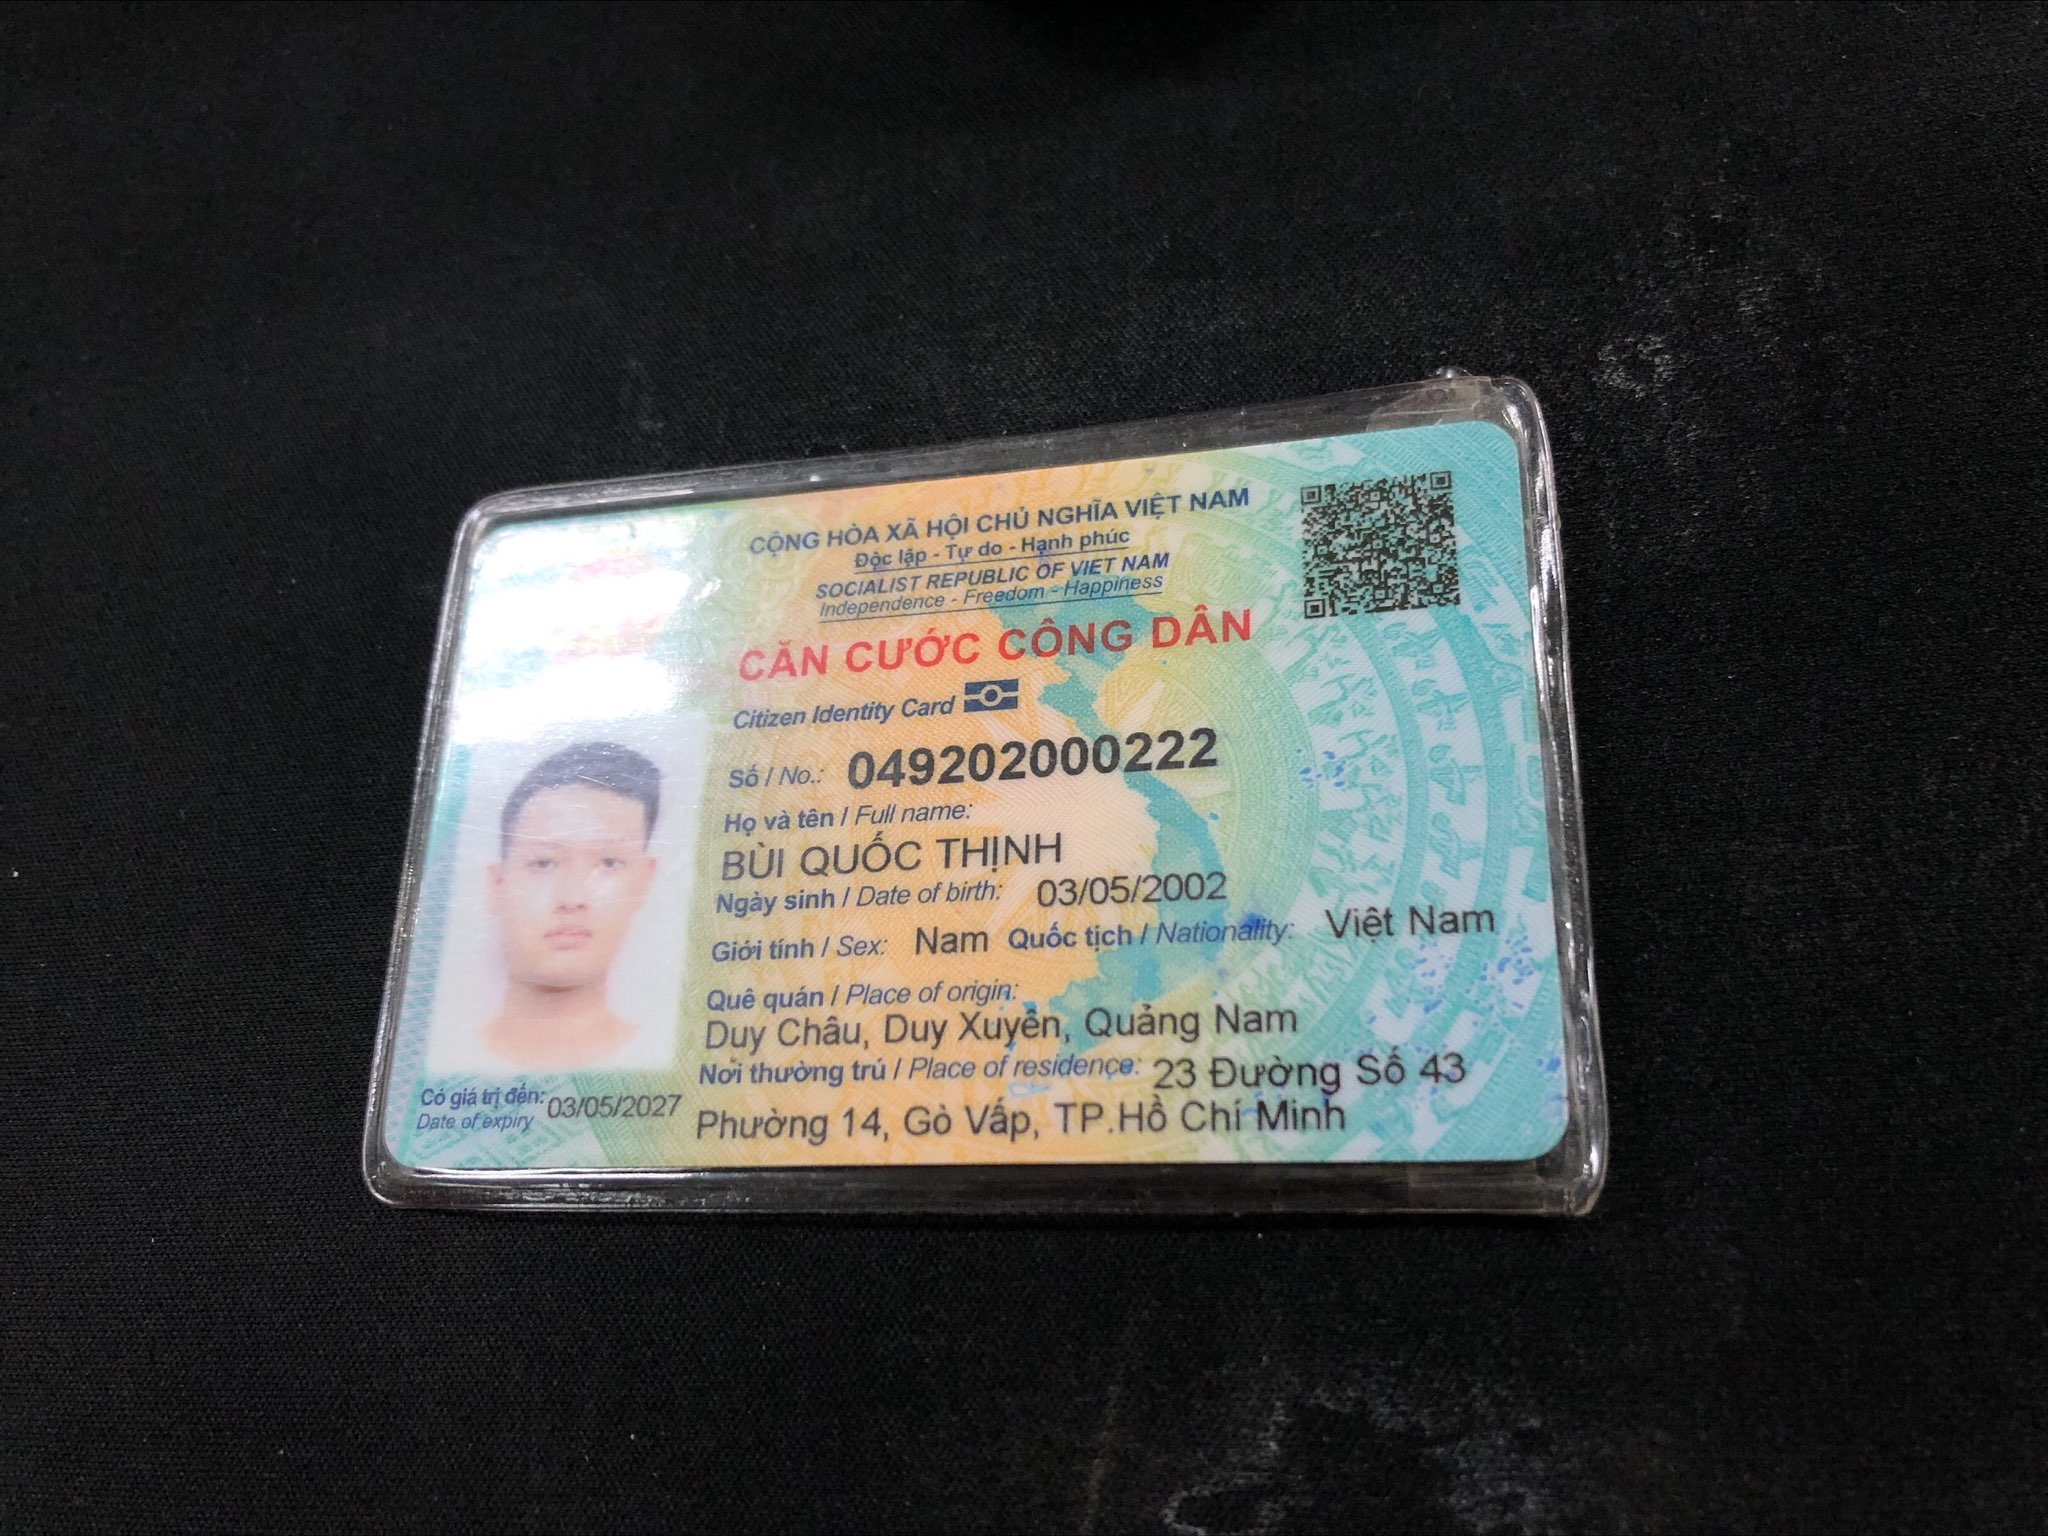 CỘNG HÒA XÃ HỘI CHỦ NGHĨA VIỆT NAM
Độc lập - Tự do - Hạnh phúc
SOCIALIST REPUBLIC OF VIET NAM
Independence - Freedom - Happiness
CĂN CƯỚC CÔNG DÂN
Citizen Identity Card
Số / No.: 049202000222
Họ và tên / Full name:
BÙI QUỐC THỊNH
Ngày sinh / Date of birth: 03/05/2002
Giới tính / Sex: Nam Quốc tịch / Nationality: Việt Nam
Quê quán / Place of origin:
Duy Châu, Duy Xuyên, Quảng Nam
Nơi thường trú / Place of residence: 23 Đường Số 43
Phường 14, Gò Vấp, TP.Hồ Chí Minh
Có giá trị đến: 03/05/2027
Date of expiry